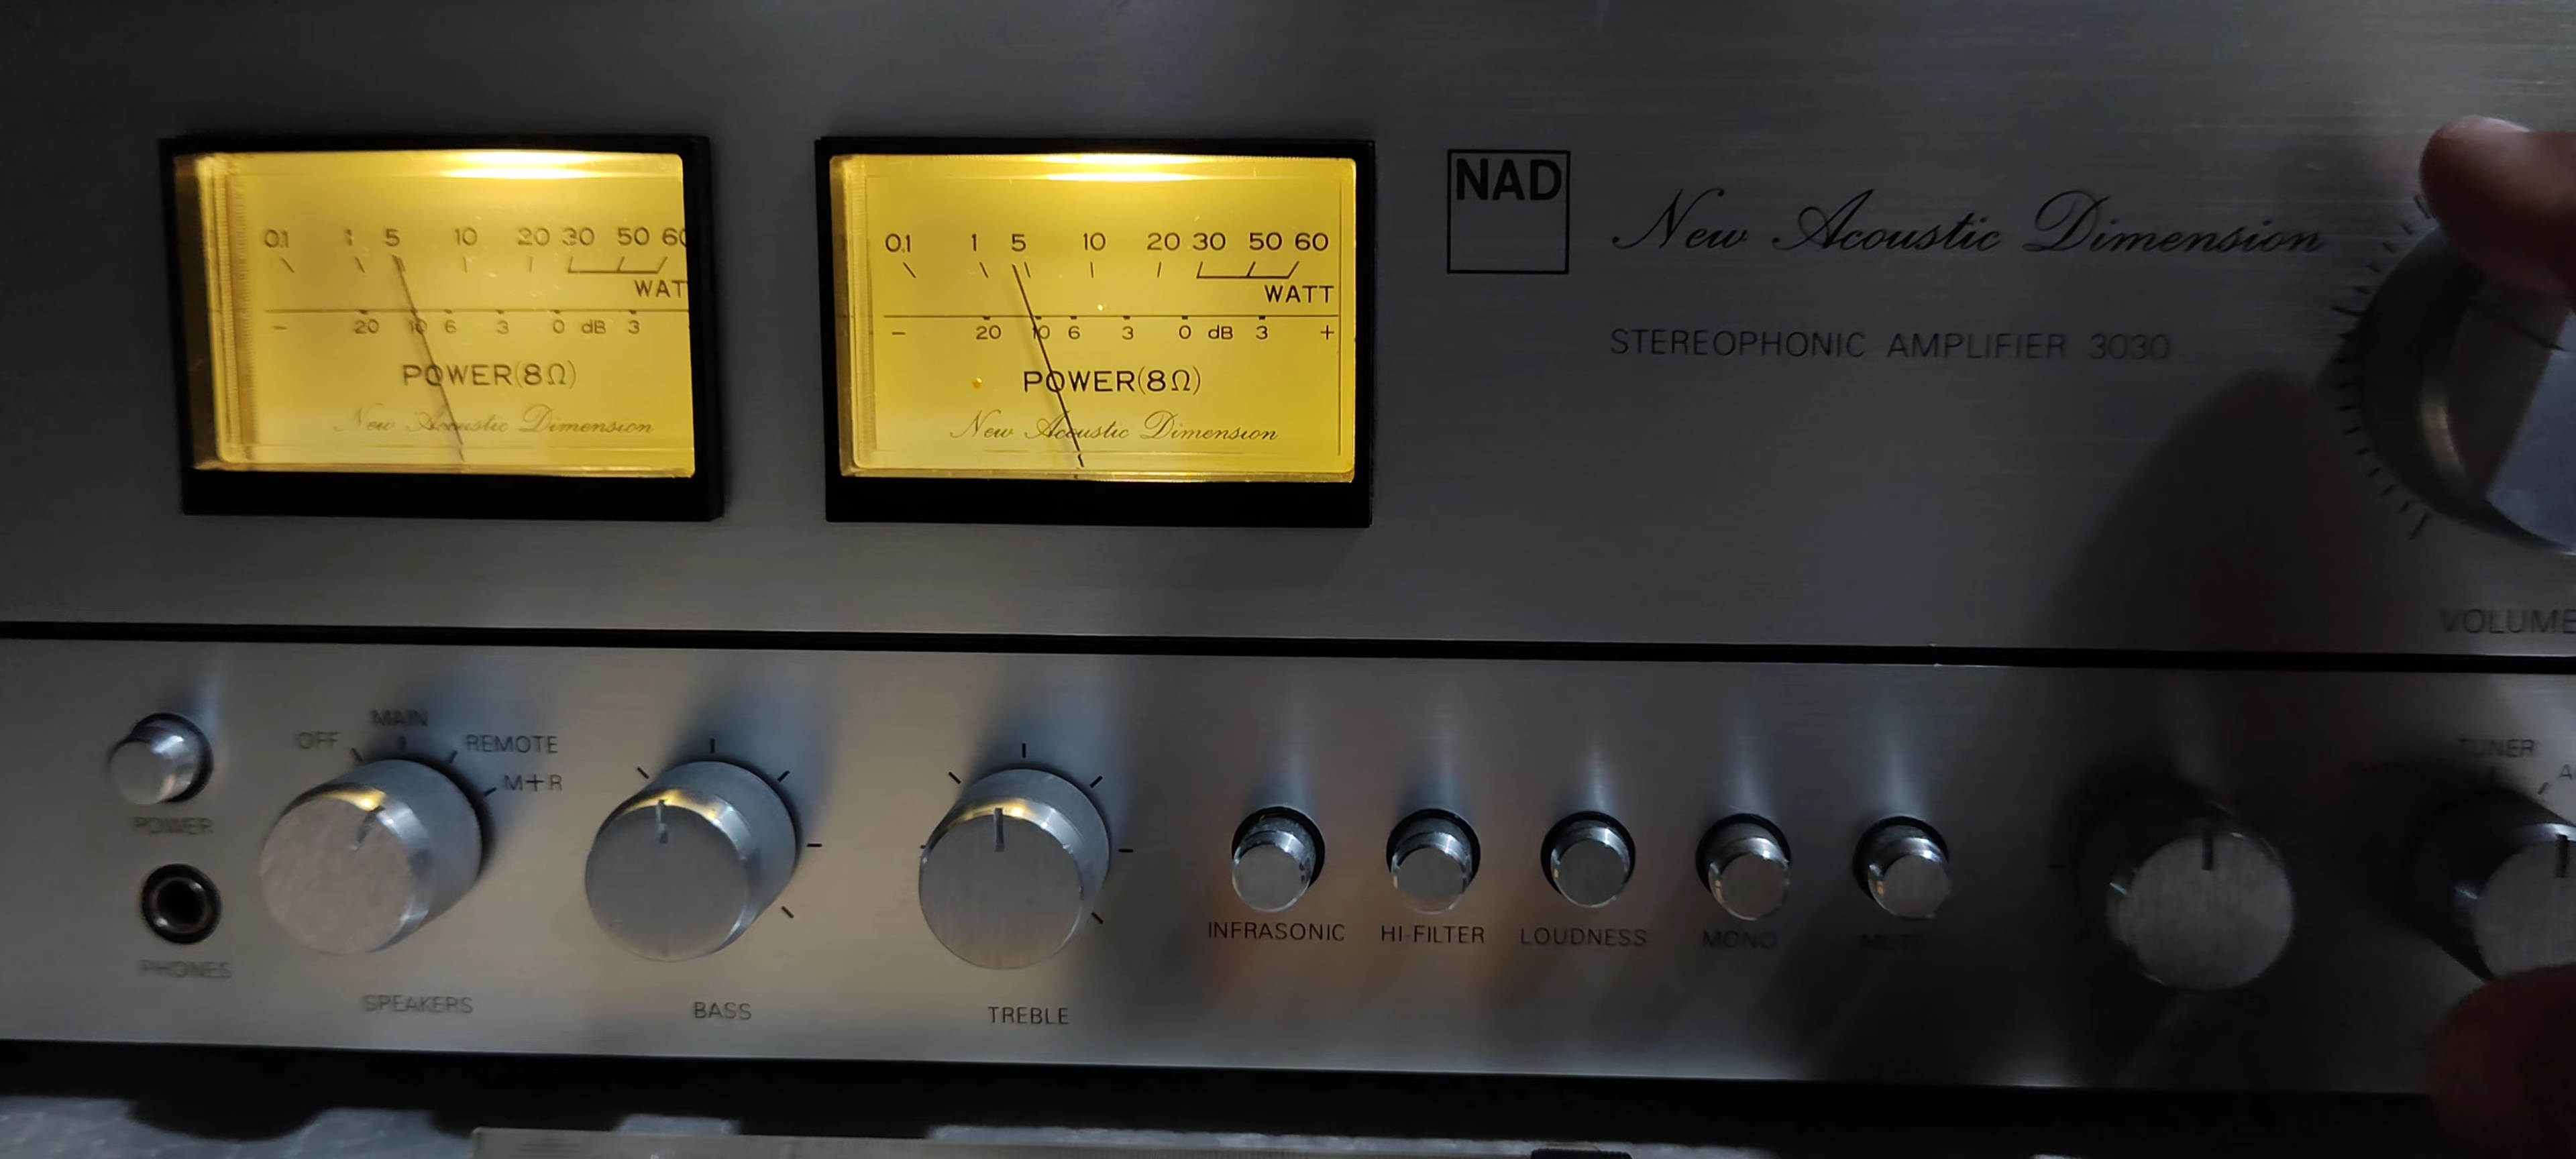 0.1 1 5 10 20 30 50 60
WAT
- 20 10 6 3 0 dB 3
POWER(8Ω)
New Acoustic Dimension
0.1 1 5 10 20 30 50 60
WATT
- 20 10 6 3 0 dB 3 +
POWER(8Ω)
New Acoustic Dimension
NAD
New Acoustic Dimension
STEREOPHONIC AMPLIFIER 3030
VOLUME
POWER
PHONES
OFF
MAIN
REMOTE
M+R
SPEAKERS
BASS
TREBLE
INFRASONIC
HI-FILTER
LOUDNESS
MONO
TUNER